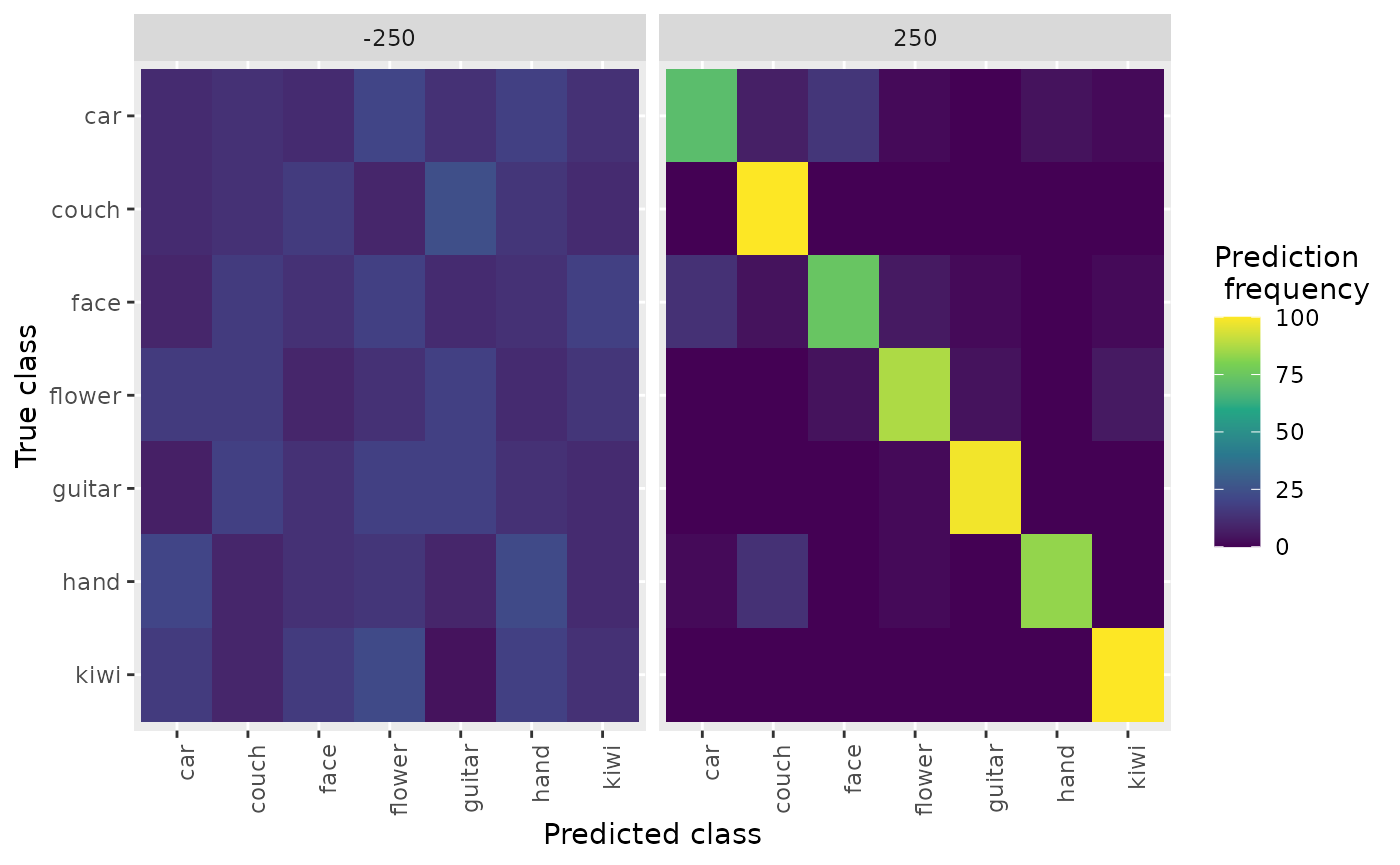 -250
250
True class
car
couch
face
flower
guitar
hand
kiwi
car
couch
face
flower
guitar
hand
kiwi
car
couch
face
flower
guitar
hand
kiwi
Predicted class
Prediction
frequency
100
75
50
25
0